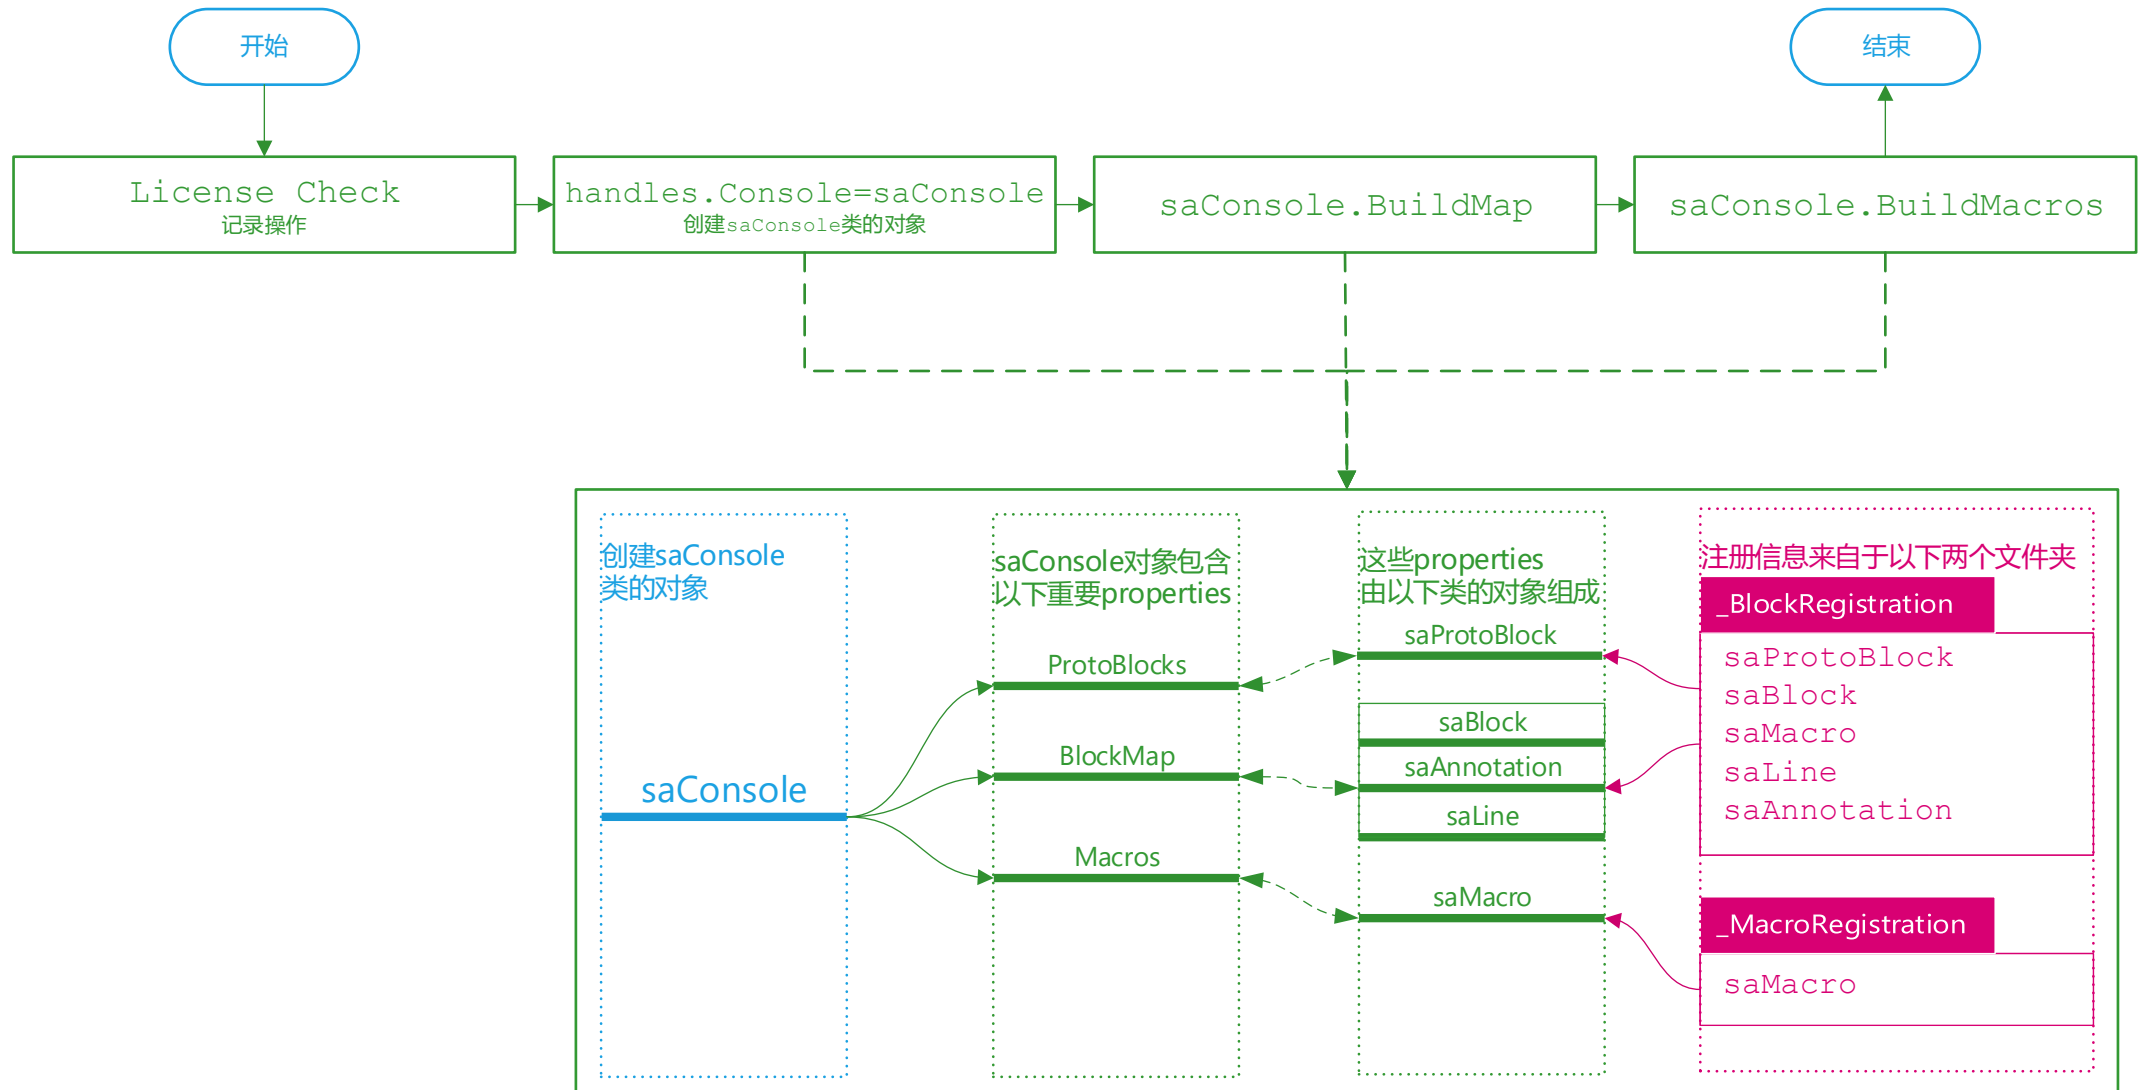 开始
结束
License Check
记录操作
handles.Console=saConsole
创建saConsole类的对象
saConsole.BuildMap
saConsole.BuildMacros
创建saConsole
类的对象
saConsole
saConsole对象包含
以下重要properties
ProtoBlocks
BlockMap
Macros
这些properties
由以下类的对象组成
saProtoBlock
saBlock
saAnnotation
saLine
saMacro
注册信息来自于以下两个文件夹
_BlockRegistration
saProtoBlock
saBlock
saMacro
saLine
saAnnotation
_MacroRegistration
saMacro